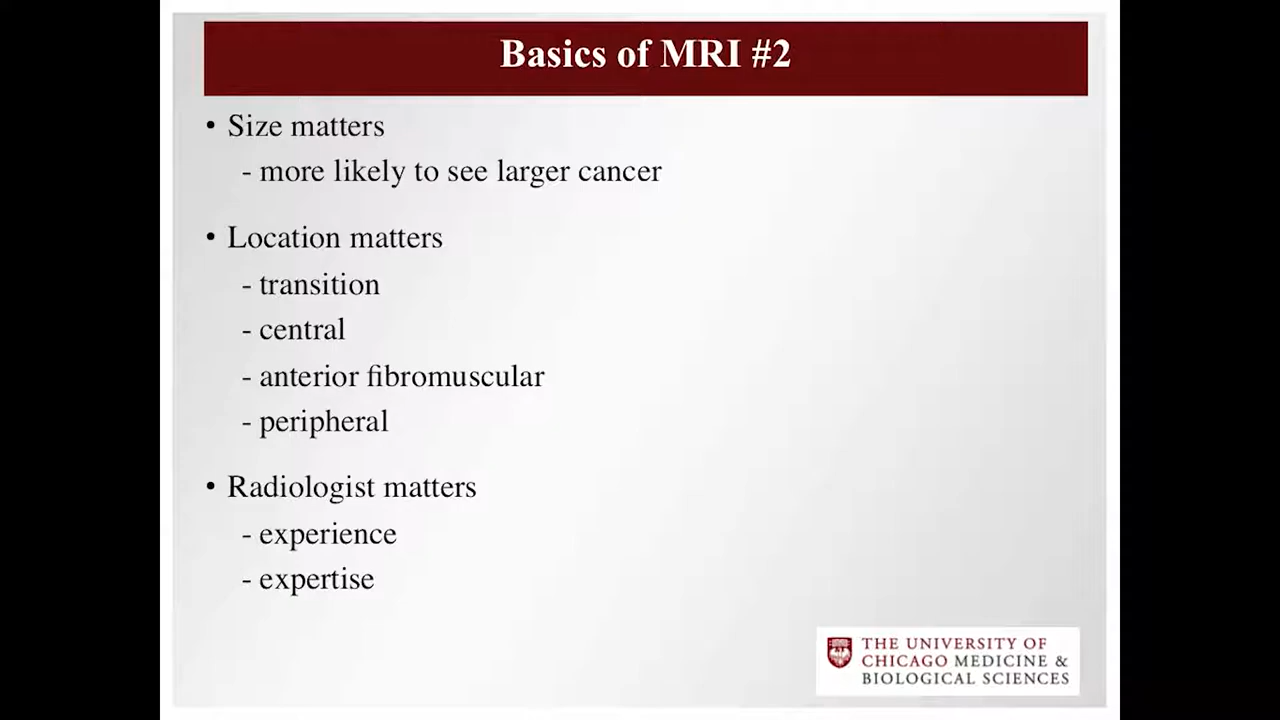 Basics of MRI #2
• Size matters
- more likely to see larger cancer
• Location matters
- transition
- central
- anterior fibromuscular
- peripheral
• Radiologist matters
- experience
- expertise
THE UNIVERSITY OF
CHICAGO MEDICINE &
BIOLOGICAL SCIENCES